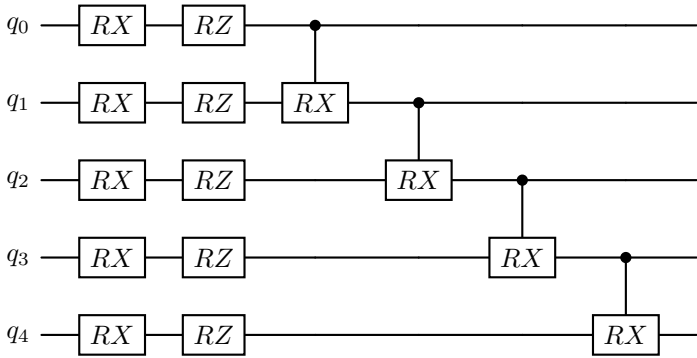 q0 RX RZ
q1 RX RZ RX
q2 RX RZ RX
q3 RX RZ RX
q4 RX RZ RX